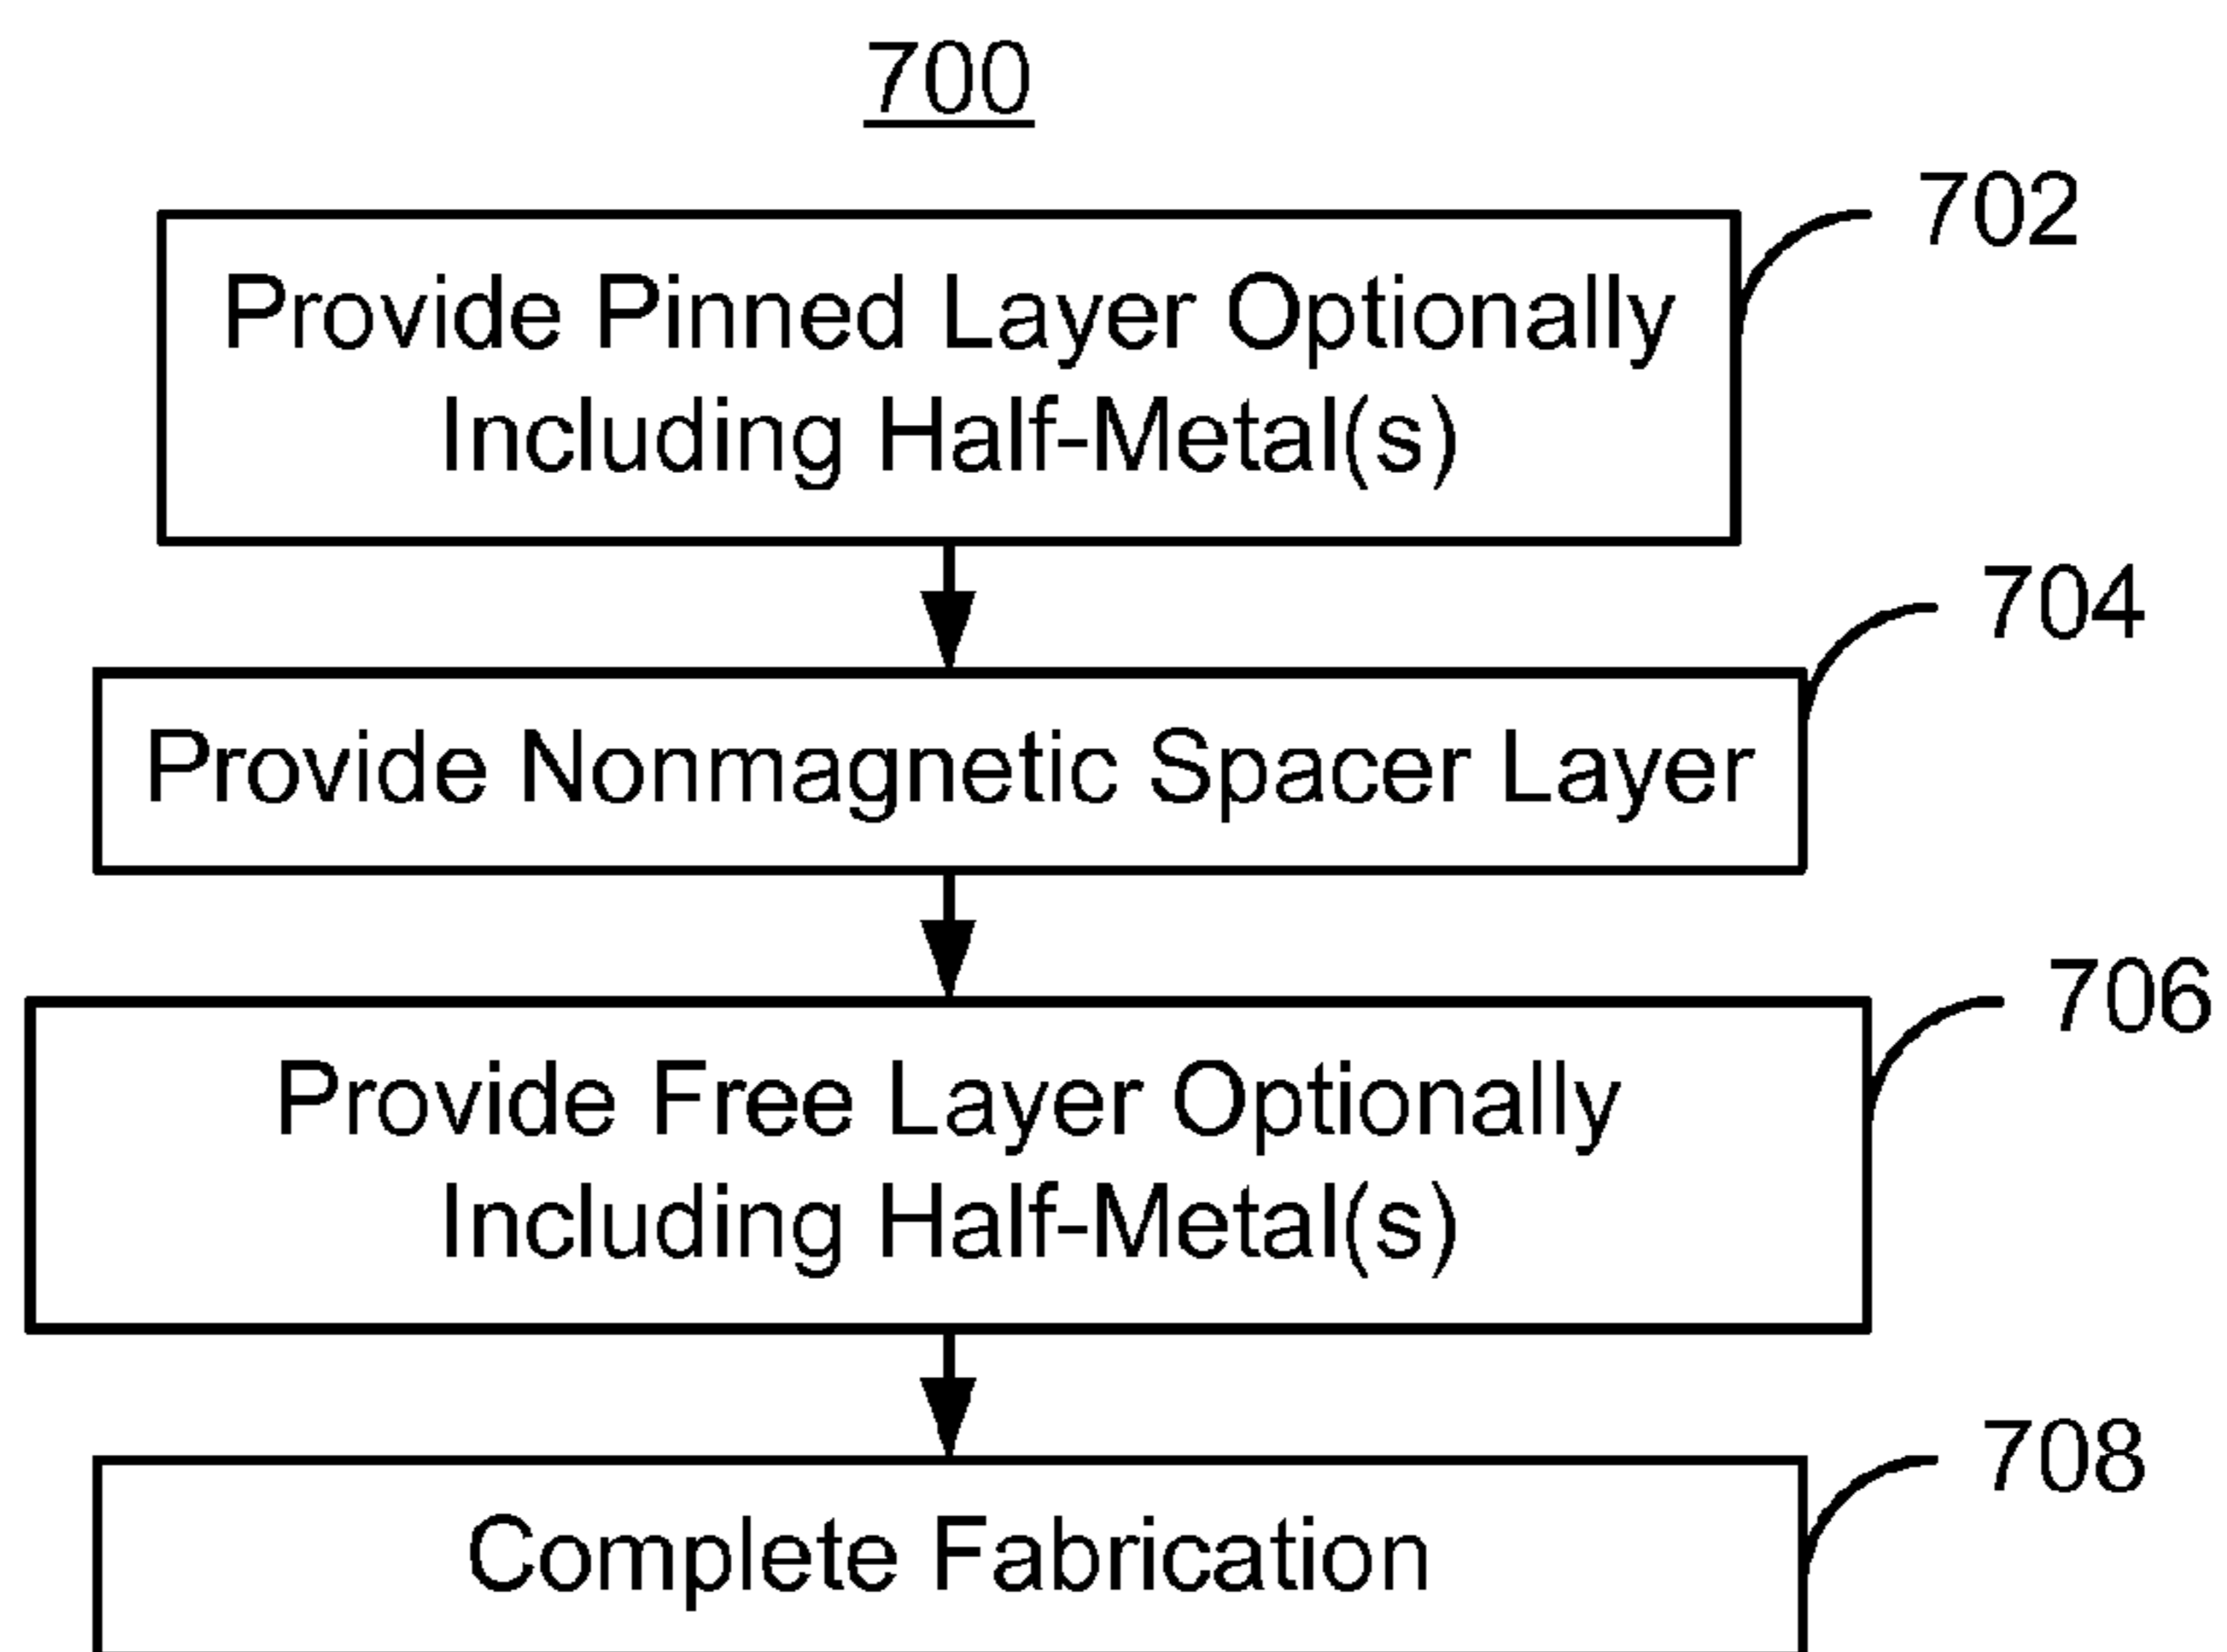 700
702
Provide Pinned Layer Optionally
Including Half-Metal(s)
704
Provide Nonmagnetic Spacer Layer
706
Provide Free Layer Optionally
Including Half-Metal(s)
708
Complete Fabrication